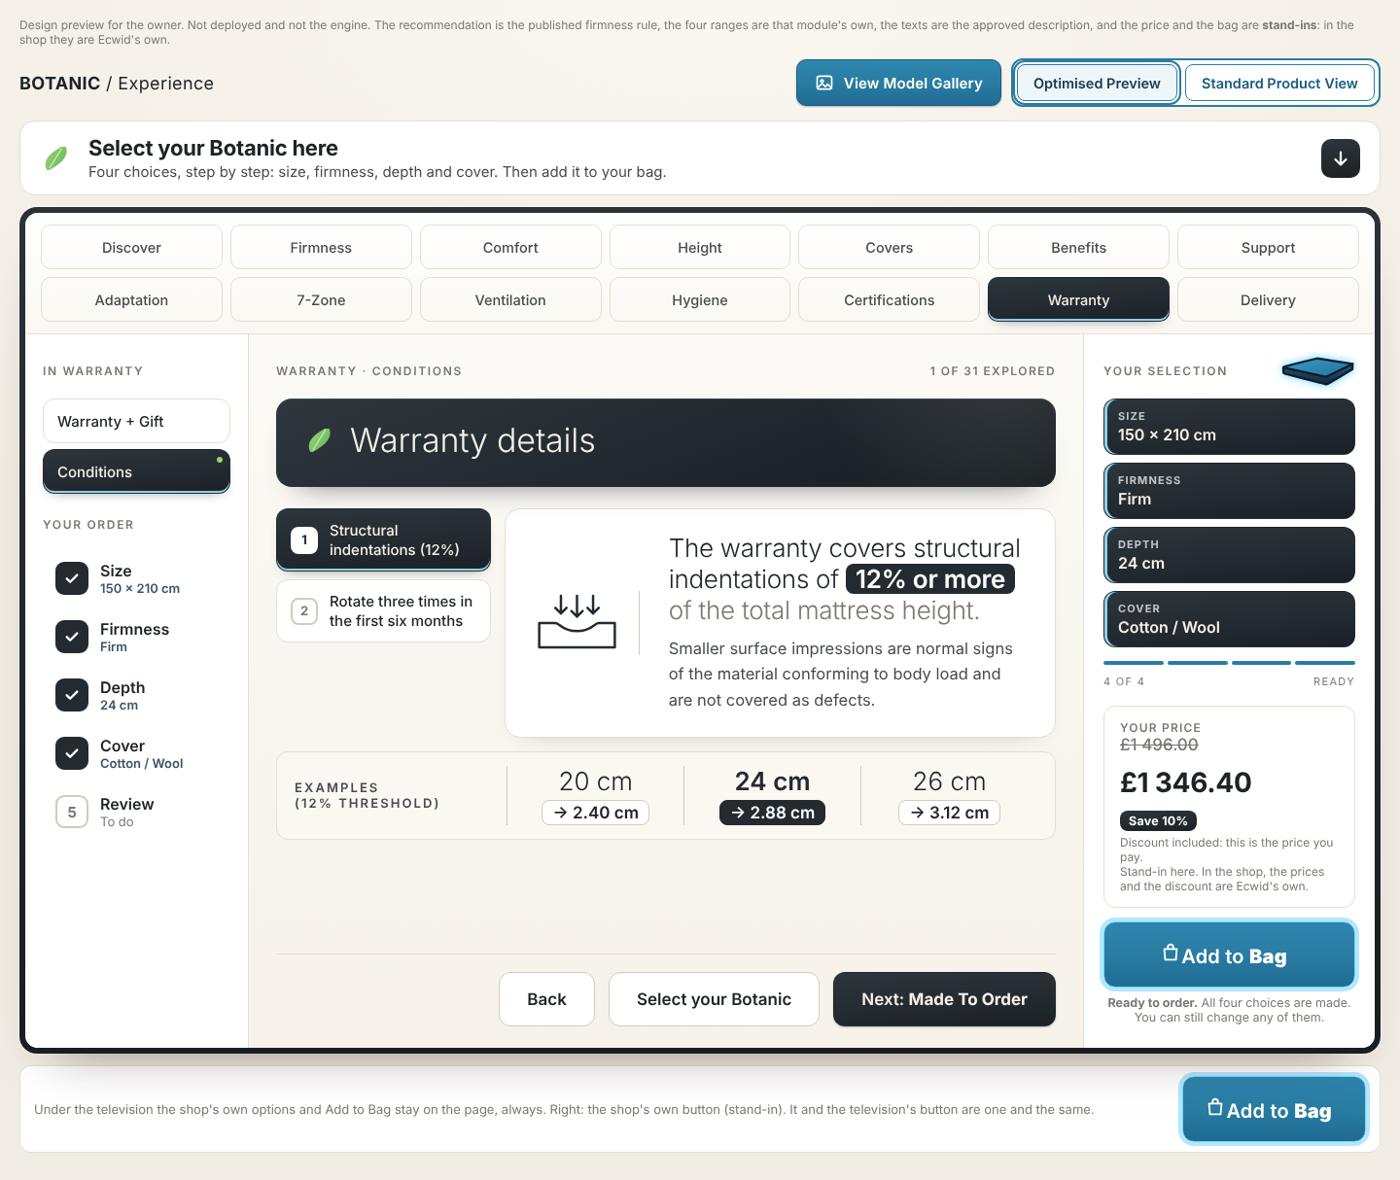 Design preview for the owner. Not deployed and not the engine. The recommendation is the published firmness rule, the four ranges are that module's own, the texts are the approved description, and the price and the bag are stand-ins: in the
shop they are Ecwid's own.
BOTANIC / Experience
View Model Gallery
Optimised Preview
Standard Product View
Select your Botanic here
Four choices, step by step: size, firmness, depth and cover. Then add it to your bag.
Discover
Firmness
Comfort
Height
Covers
Benefits
Support
Adaptation
7-Zone
Ventilation
Hygiene
Certifications
Warranty
Delivery
IN WARRANTY
Warranty + Gift
Conditions
YOUR ORDER
Size
150 × 210 cm
Firmness
Firm
Depth
24 cm
Cover
Cotton / Wool
5
Review
To do
WARRANTY · CONDITIONS
1 OF 31 EXPLORED
Warranty details
1
Structural
indentations (12%)
2
Rotate three times in
the first six months
The warranty covers structural
indentations of 12% or more
of the total mattress height.
Smaller surface impressions are normal signs
of the material conforming to body load and
are not covered as defects.
EXAMPLES
(12% THRESHOLD)
20 cm
→ 2.40 cm
24 cm
→ 2.88 cm
26 cm
→ 3.12 cm
Back
Select your Botanic
Next: Made To Order
YOUR SELECTION
SIZE
150 × 210 cm
FIRMNESS
Firm
DEPTH
24 cm
COVER
Cotton / Wool
4 OF 4
READY
YOUR PRICE
£1 496.00
£1 346.40
Save 10%
Discount included: this is the price you
pay.
Stand-in here. In the shop, the prices
and the discount are Ecwid's own.
Add to Bag
Ready to order. All four choices are made.
You can still change any of them.
Under the television the shop's own options and Add to Bag stay on the page, always. Right: the shop's own button (stand-in). It and the television's button are one and the same.
Add to Bag